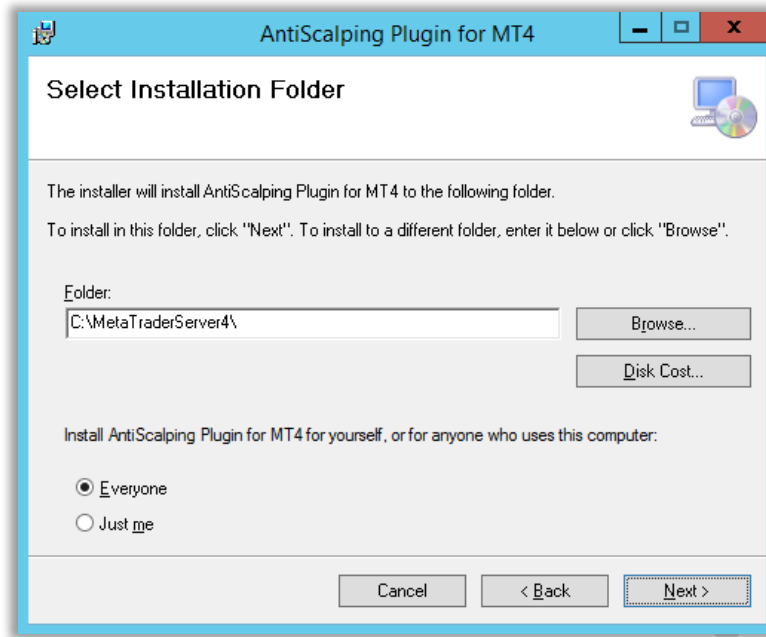 AntiScalping Plugin for MT4
Select Installation Folder
The installer will install AntiScalping Plugin for MT4 to the following folder.
To install in this folder, click "Next". To install to a different folder, enter it below or click "Browse".
Folder:
C:\MetaTraderServer4\
Browse...
Disk Cost...
Install AntiScalping Plugin for MT4 for yourself, or for anyone who uses this computer:
Everyone
Just me
Cancel
< Back
Next >